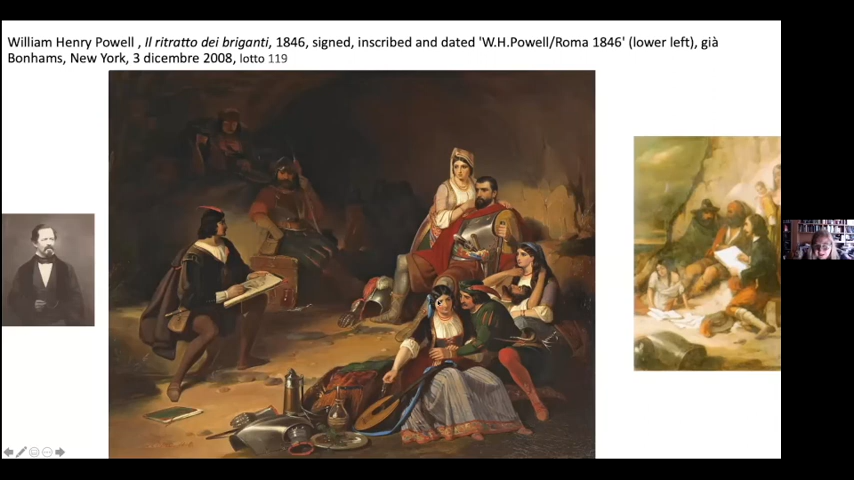 William Henry Powell , Il ritratto dei briganti, 1846, signed, inscribed and dated 'W.H.Powell/Roma 1846' (lower left), già
Bonhams, New York, 3 dicembre 2008, lotto 119